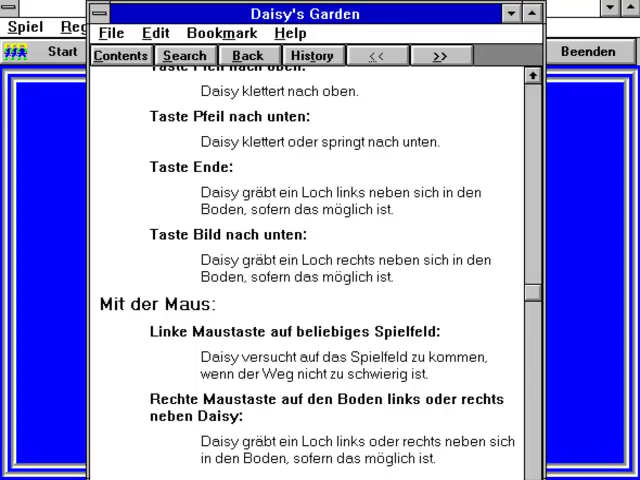 Daisy's Garden
Spiel
File Edit Bookmark Help
Start
Contents Search Back History << >>
Beenden
Taste Pfeil nach oben:
Daisy klettert nach oben.
Taste Pfeil nach unten:
Daisy klettert oder springt nach unten.
Taste Ende:
Daisy gräbt ein Loch links neben sich in den
Boden, sofern das möglich ist.
Taste Bild nach unten:
Daisy gräbt ein Loch rechts neben sich in den
Boden, sofern das möglich ist.
Mit der Maus:
Linke Maustaste auf beliebiges Spielfeld:
Daisy versucht auf das Spielfeld zu kommen,
wenn der Weg nicht zu schwierig ist.
Rechte Maustaste auf den Boden links oder rechts
neben Daisy:
Daisy gräbt ein Loch links oder rechts neben sich
in den Boden, sofern das möglich ist.